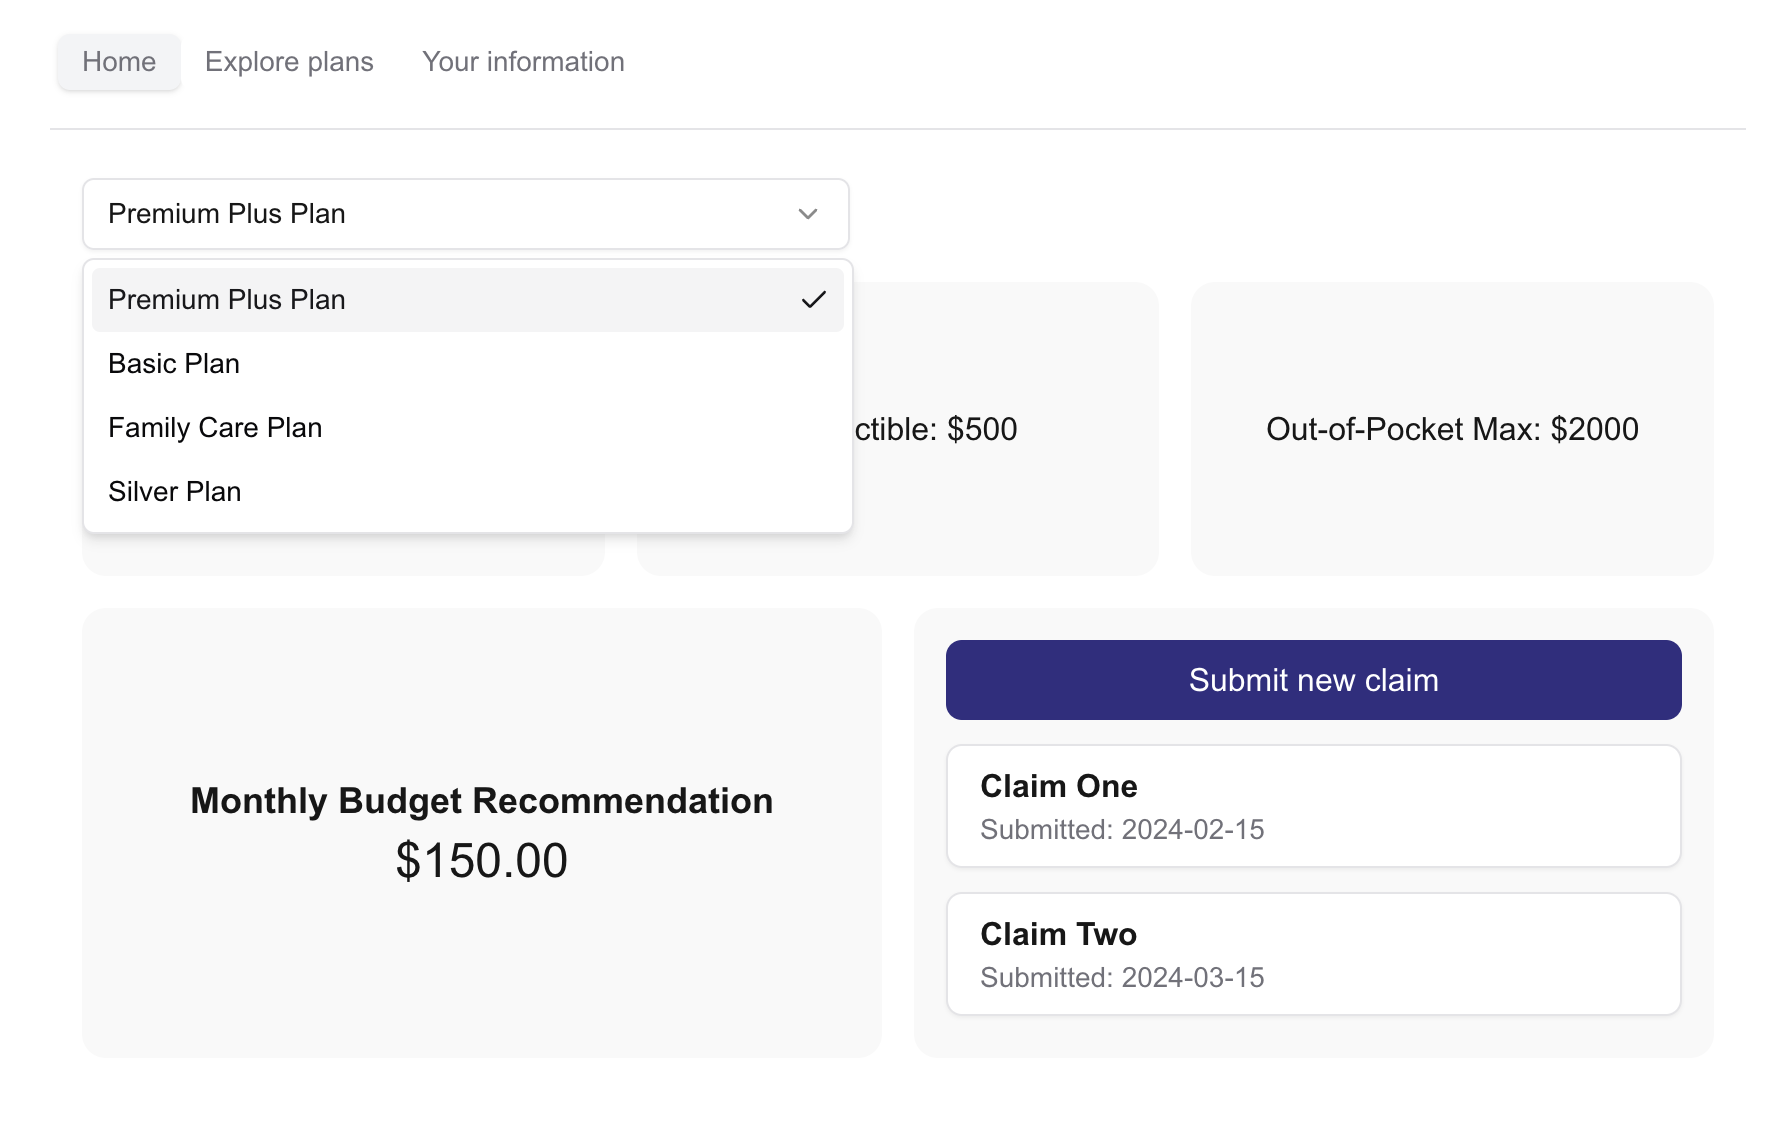 Home
Explore plans
Your information
Premium Plus Plan
Premium Plus Plan
Basic Plan
Family Care Plan
Silver Plan
ctible: $500
Out-of-Pocket Max: $2000
Monthly Budget Recommendation
$150.00
Submit new claim
Claim One
Submitted: 2024-02-15
Claim Two
Submitted: 2024-03-15